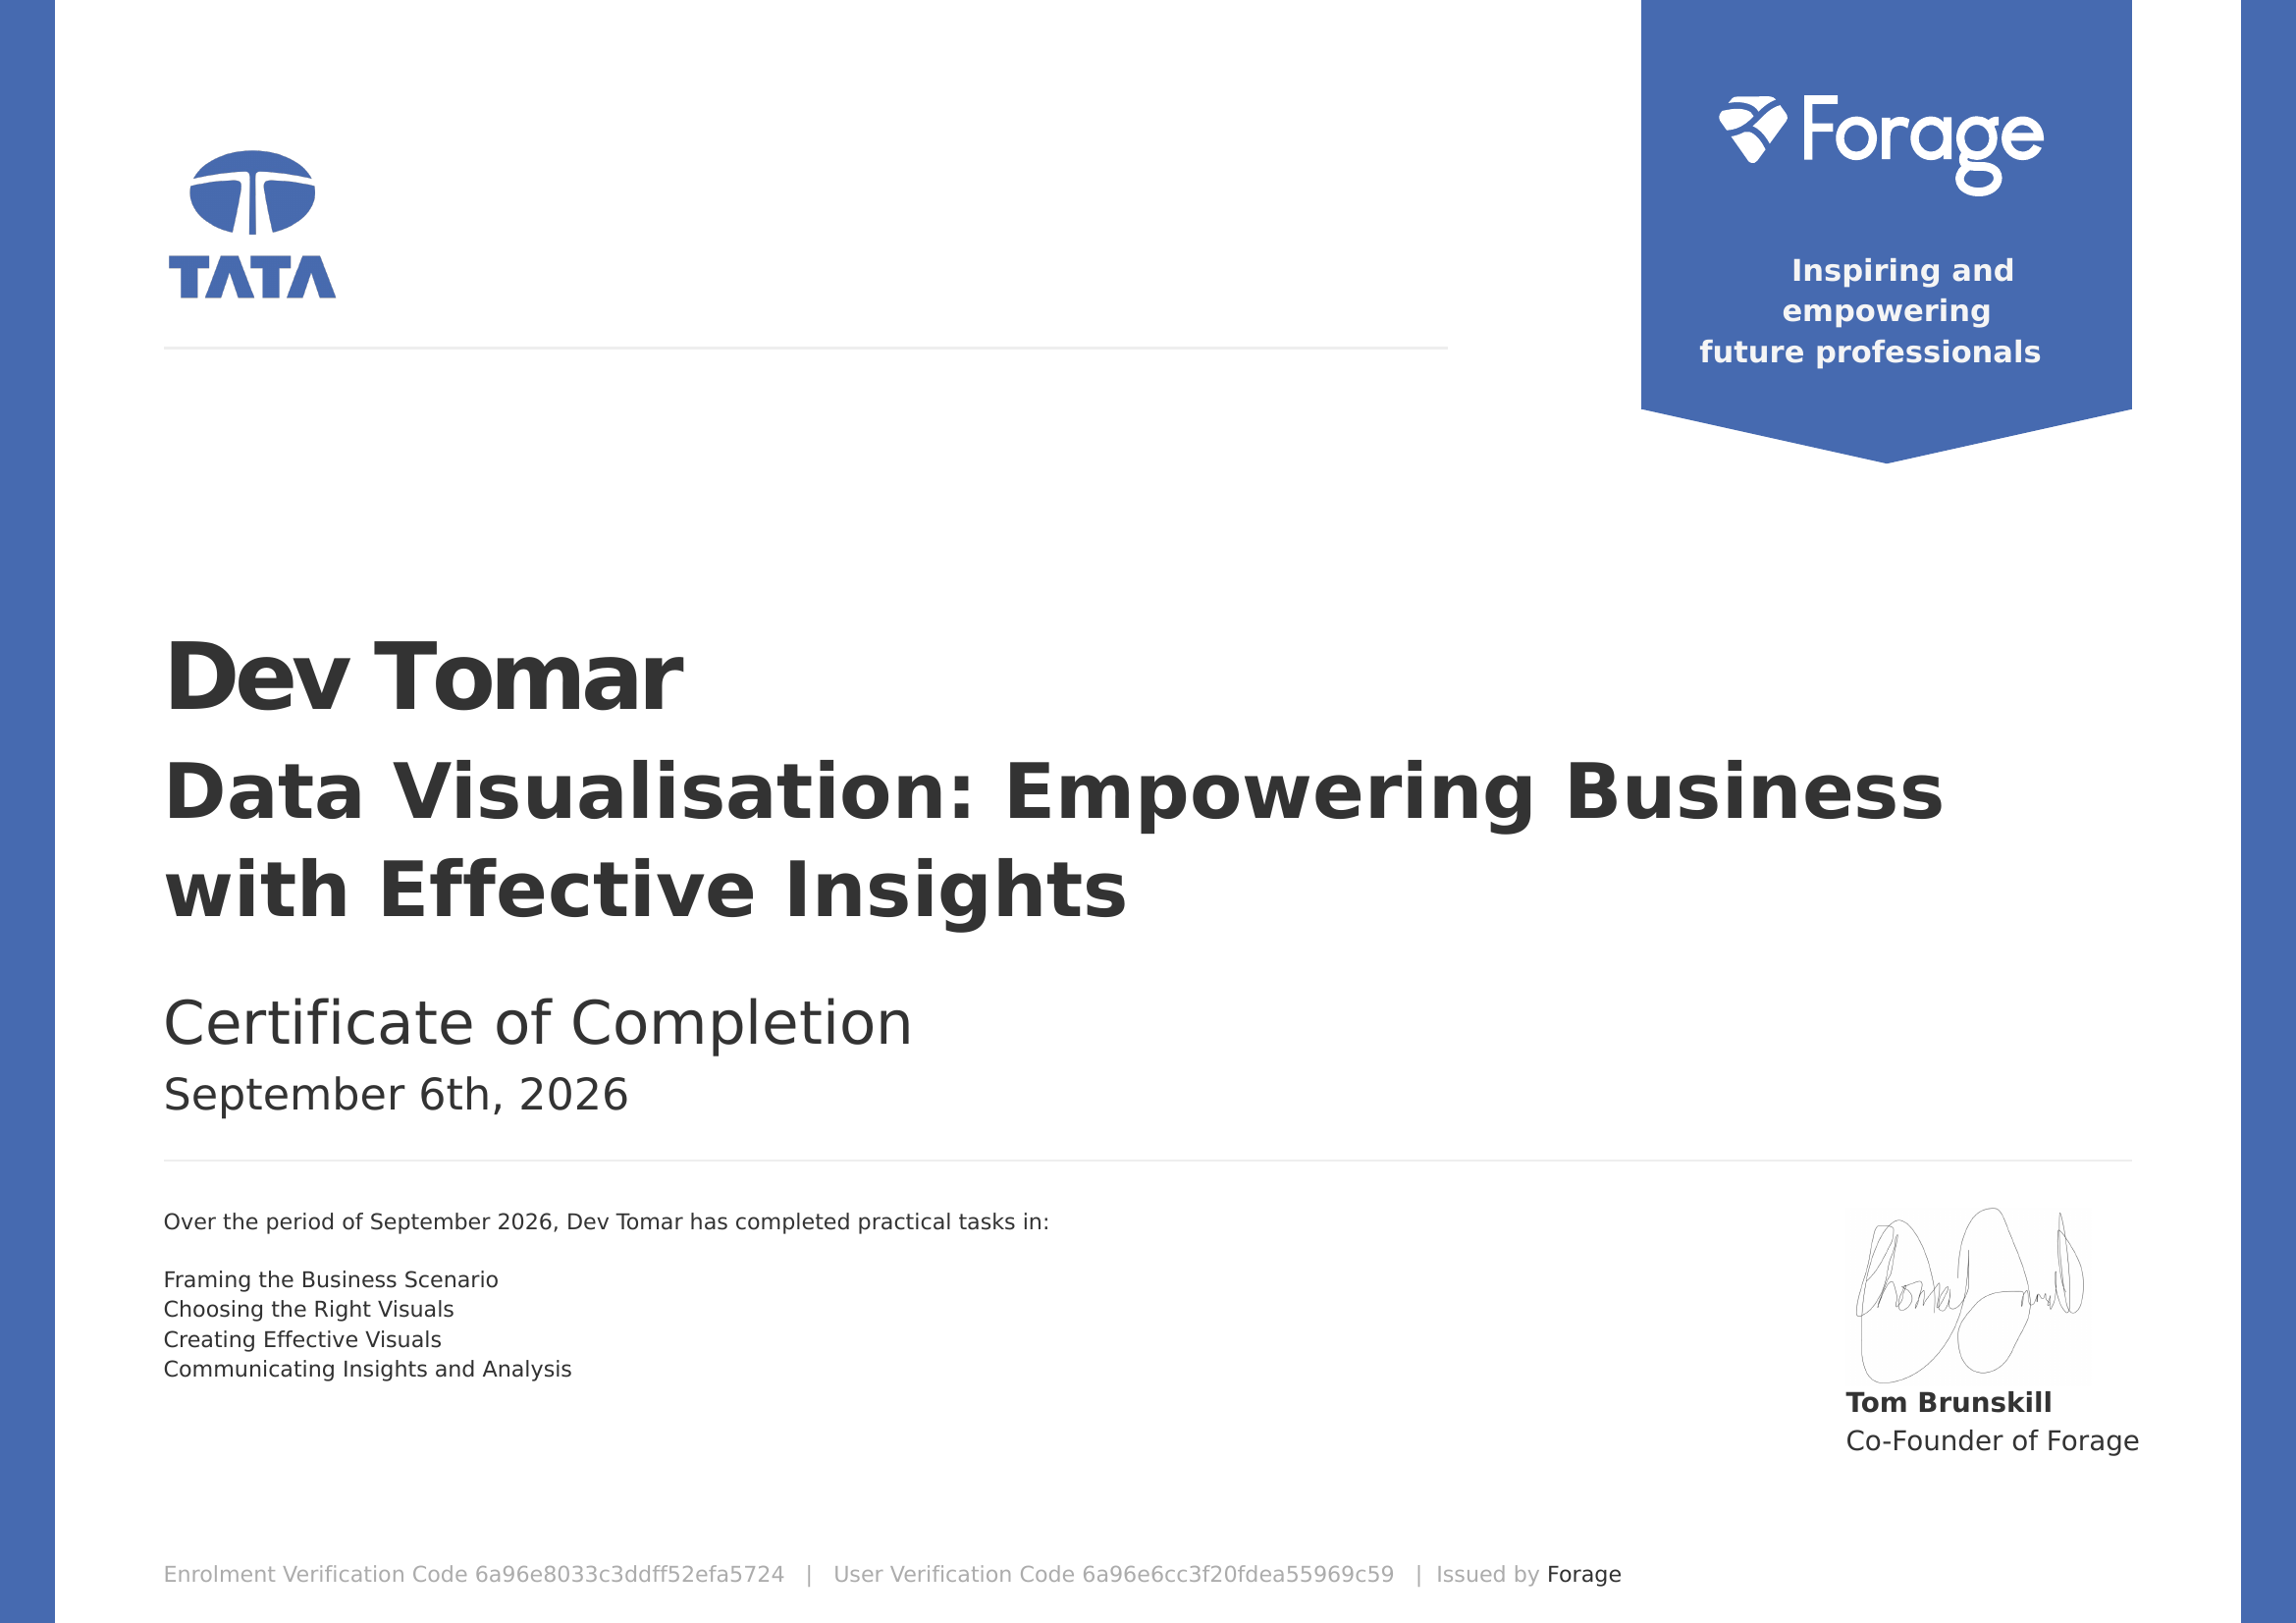 TATA
Forage
Inspiring and
empowering
future professionals
Dev Tomar
Data Visualisation: Empowering Business
with Effective Insights
Certificate of Completion
September 6th, 2026
Over the period of September 2026, Dev Tomar has completed practical tasks in:
Framing the Business Scenario
Choosing the Right Visuals
Creating Effective Visuals
Communicating Insights and Analysis
Tom Brunskill
Co-Founder of Forage
Enrolment Verification Code 6a96e8033c3ddff52efa5724 | User Verification Code 6a96e6cc3f20fdea55969c59 | Issued by Forage